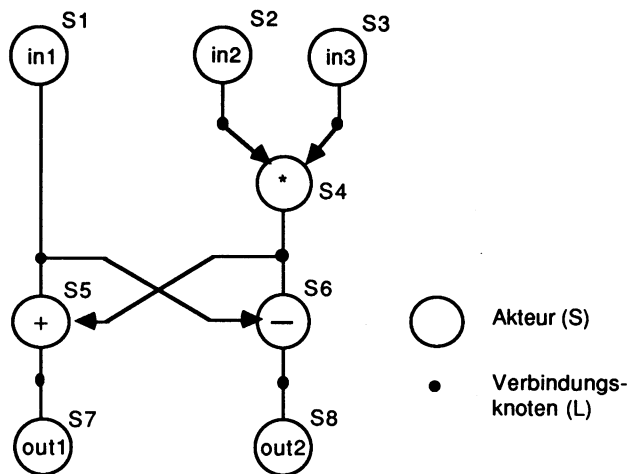 S1
in1
S2
in2
S3
in3
*
S4
S5
+
S6
—
S7
out1
S8
out2
Akteur (S)
Verbindungs-
knoten (L)